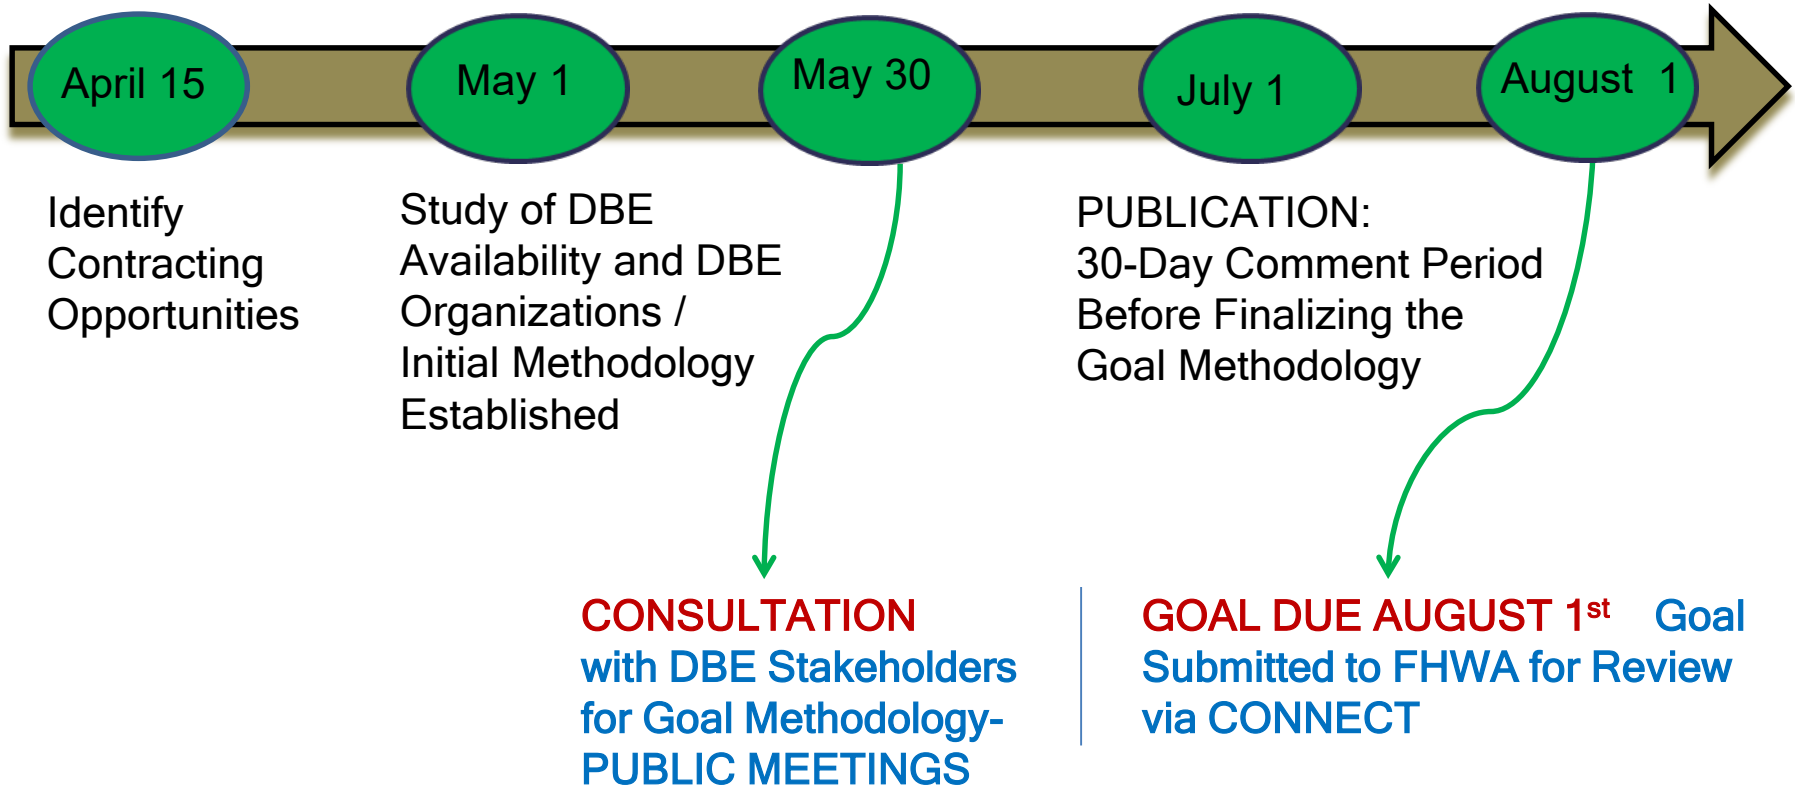 April 15
May 1
May 30
July 1
August 1
Identify
Contracting
Opportunities
Study of DBE
Availability and DBE
Organizations /
Initial Methodology
Established
PUBLICATION:
30-Day Comment Period
Before Finalizing the
Goal Methodology
CONSULTATION
with DBE Stakeholders
for Goal Methodology-
PUBLIC MEETINGS
GOAL DUE AUGUST 1st Goal
Submitted to FHWA for Review
via CONNECT